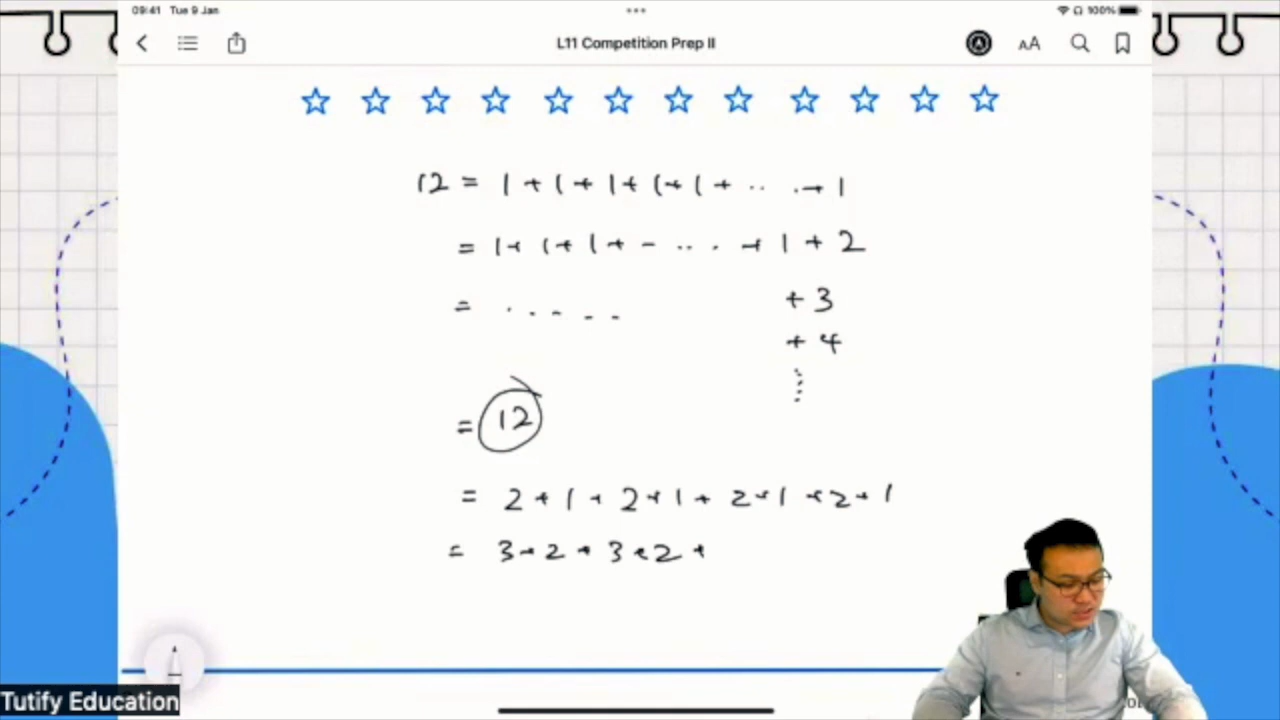 09:41 Tue 9 Jan
100%
L11 Competition Prep II
AA
12 = 1 + 1 + 1 + 1 + 1 + .. .. + 1
= 1 + 1 + 1 + - .. . + 1 + 2
= . . - . . + 3
+ 4
= 12
= 2 + 1 + 2 + 1 + 2 + 1 + 2 + 1
= 3 + 2 + 3 + 2 +
Tutify Education